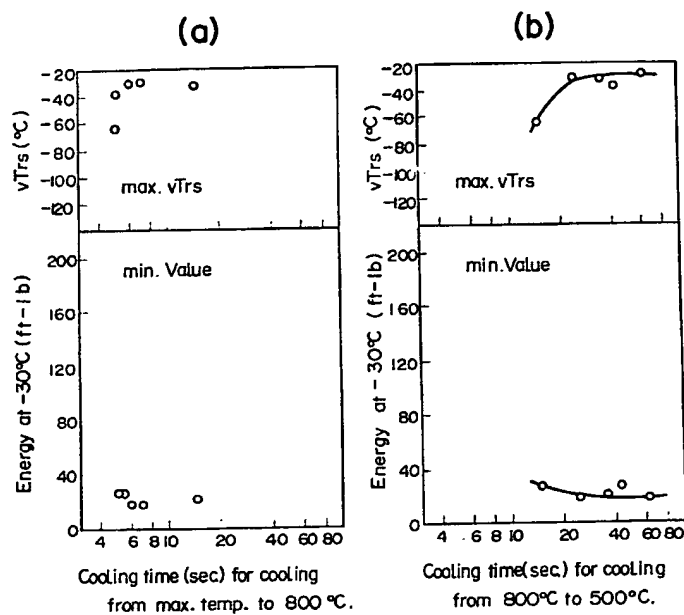 (a)
(b)
-20
-40
-60
-80
-100
-120
vTrs (°C)
max. vTrs
-20
-40
-60
-80
-100
-120
vTrs (°C)
max. vTrs
200
160
120
80
40
0
Energy at -30°C (ft-lb)
min. Value
200
160
120
80
40
0
Energy at -30°C (ft-lb)
min. Value
4 6 8 10 20 40 60 80
4 6 8 10 20 40 60 80
Cooling time (sec.) for cooling
from max. temp. to 800 °C.
Cooling time(sec.) for cooling
from 800°C to 500°C.